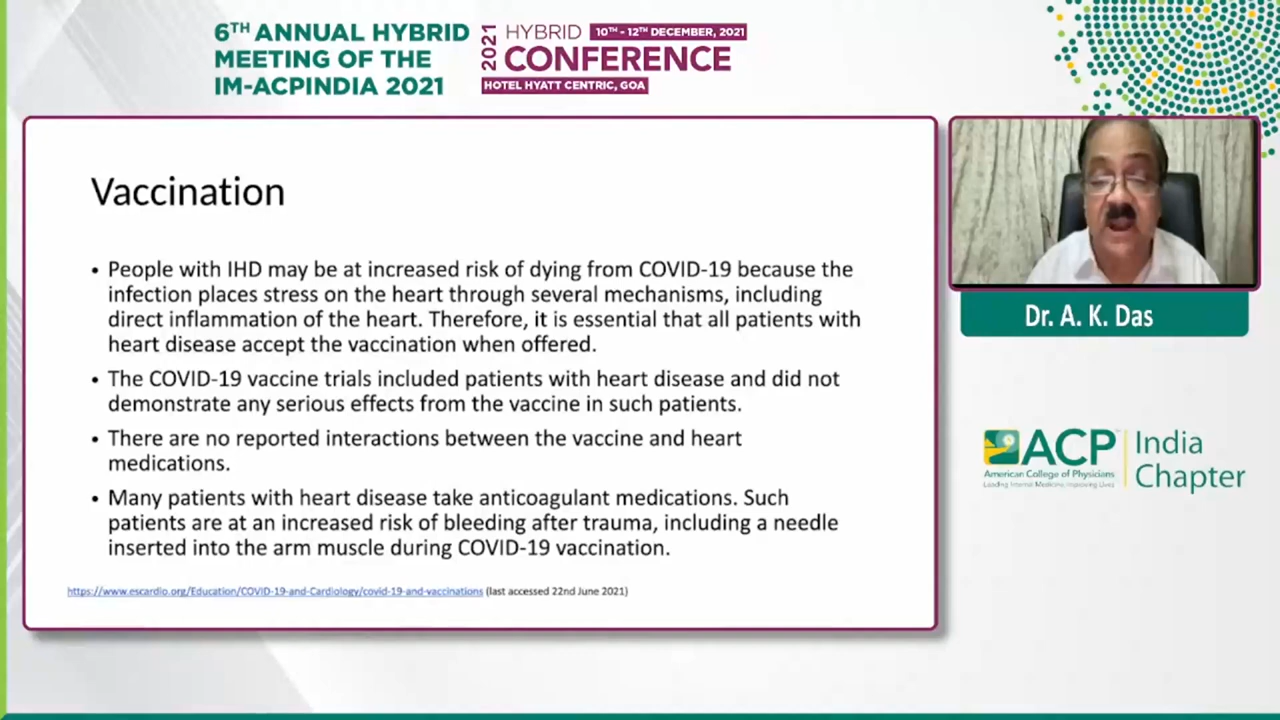 6TH ANNUAL HYBRID
MEETING OF THE
IM-ACPINDIA 2021
2021
HYBRID
10TH - 12TH DECEMBER, 2021
CONFERENCE
HOTEL HYATT CENTRIC, GOA
Vaccination
• People with IHD may be at increased risk of dying from COVID-19 because the
infection places stress on the heart through several mechanisms, including
direct inflammation of the heart. Therefore, it is essential that all patients with
heart disease accept the vaccination when offered.
• The COVID-19 vaccine trials included patients with heart disease and did not
demonstrate any serious effects from the vaccine in such patients.
• There are no reported interactions between the vaccine and heart
medications.
• Many patients with heart disease take anticoagulant medications. Such
patients are at an increased risk of bleeding after trauma, including a needle
inserted into the arm muscle during COVID-19 vaccination.
https://www.escardio.org/Education/COVID-19-and-Cardiology/covid-19-and-vaccinations (last accessed 22nd June 2021)
Dr. A. K. Das
ACP
American College of Physicians
Leading Internal Medicine, Improving Lives
India
Chapter